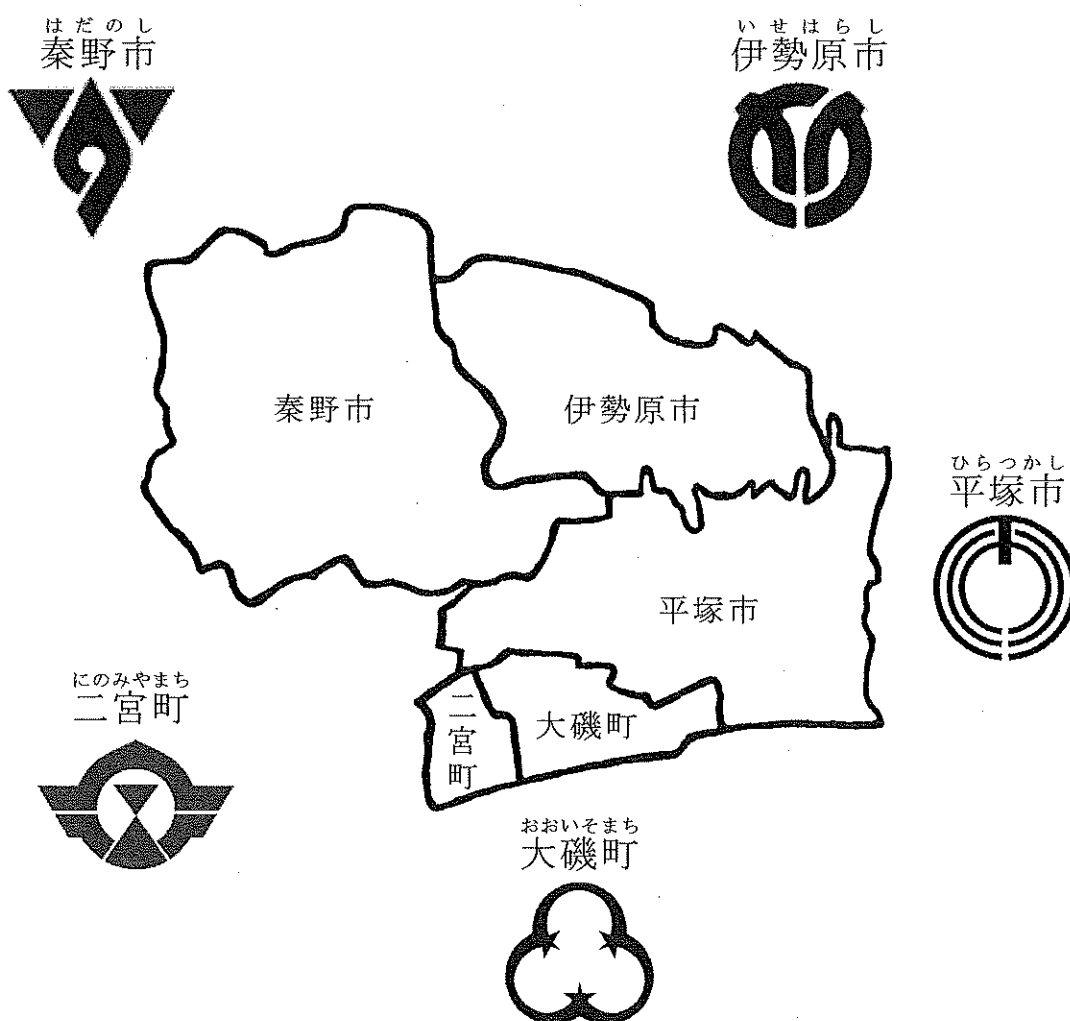 はだのし
秦野市
いせはらし
伊勢原市
秦野市
伊勢原市
ひらつかし
平塚市
平塚市
にのみやまち
二宮町
二宮町
大磯町
おおいそまち
大磯町